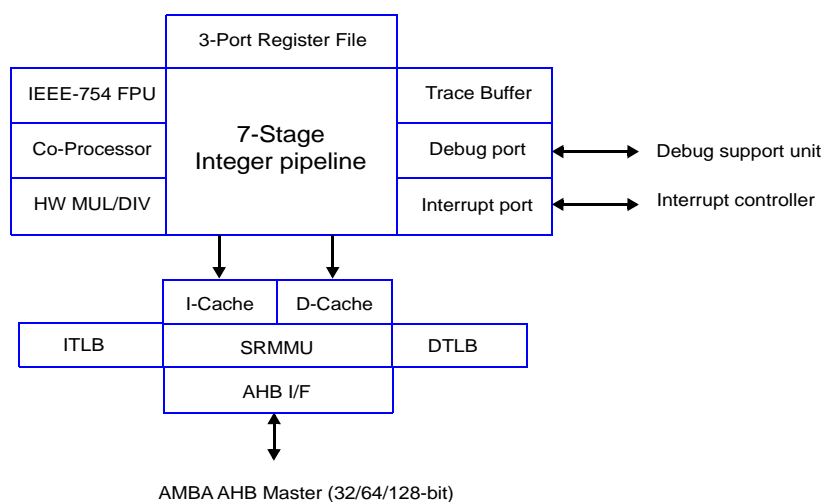 3-Port Register File
IEEE-754 FPU
Trace Buffer
7-Stage
Integer pipeline
Co-Processor
Debug port
Debug support unit
HW MUL/DIV
Interrupt port
Interrupt controller
I-Cache
D-Cache
ITLB
SRMMU
DTLB
AHB I/F
AMBA AHB Master (32/64/128-bit)